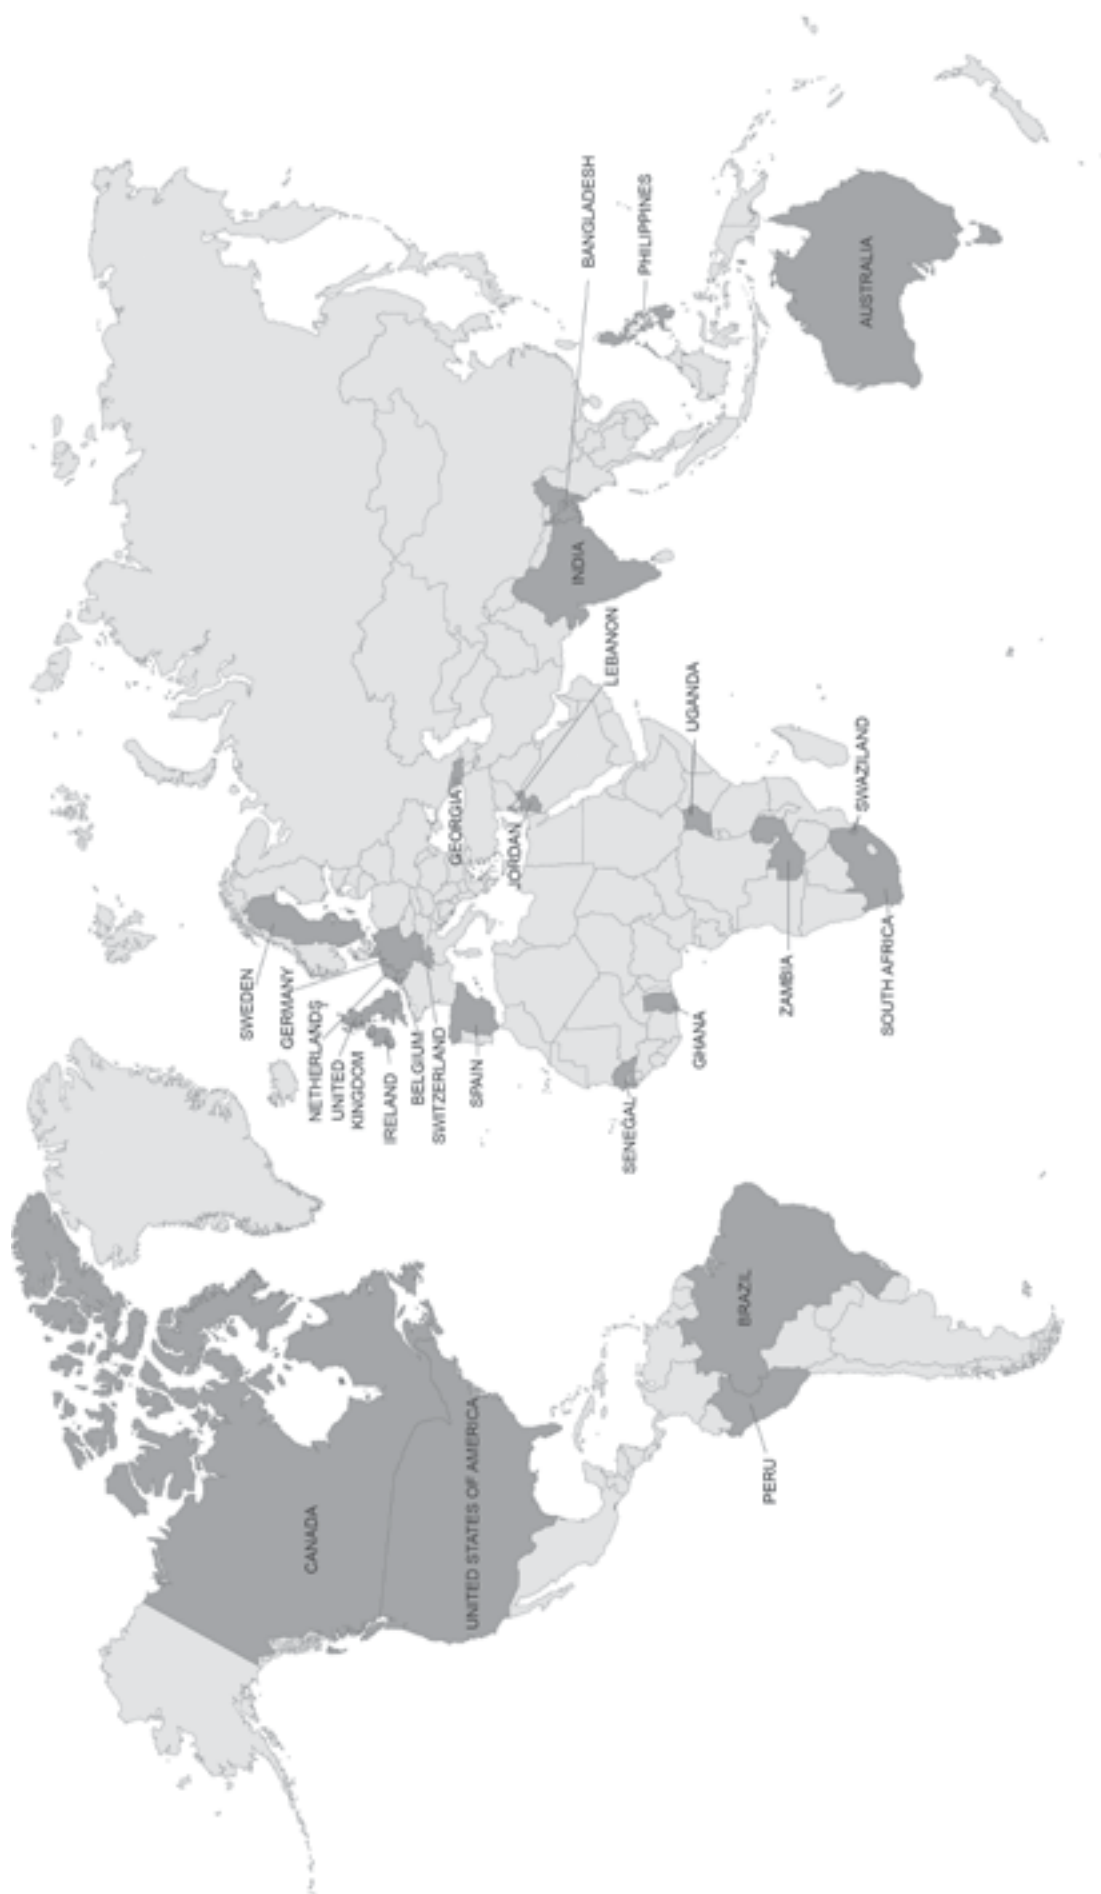 CANADA
UNITED STATES OF AMERICA
PERU
BRAZIL
SWEDEN
GERMANY
NETHERLANDS
UNITED
KINGDOM
IRELAND
BELGIUM
SWITZERLAND
SPAIN
SENEGAL
GHANA
GEORGIA
JORDAN
LEBANON
UGANDA
ZAMBIA
SWAZILAND
SOUTH AFRICA
INDIA
BANGLADESH
PHILIPPINES
AUSTRALIA